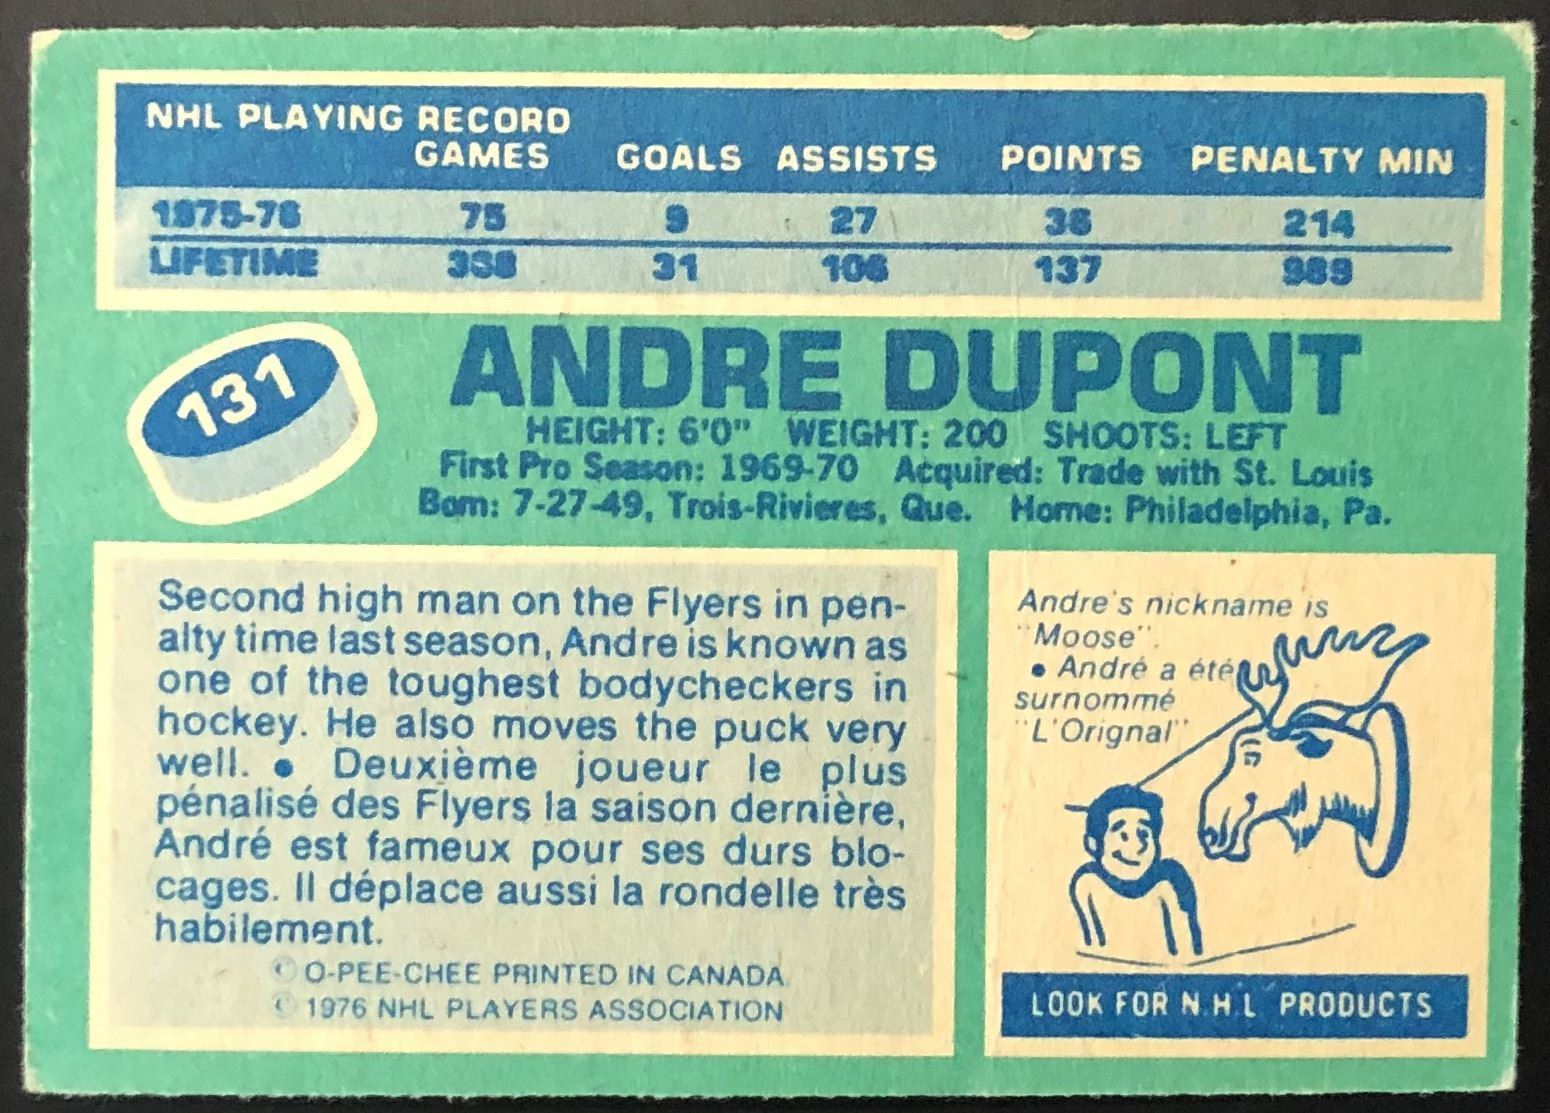 NHL PLAYING RECORD
GAMES GOALS ASSISTS POINTS PENALTY MIN
1975-76 75 9 27 36 214
LIFETIME 31 106 137
131
ANDRE DUPONT
HEIGHT: 6'0" WEIGHT: 200 SHOOTS: LEFT
First Pro Season: 1969-70 Acquired: Trade with St. Louis
Born: 7-27-49, Trois-Rivieres, Que. Home: Philadelphia, Pa.
Second high man on the Flyers in pen-
alty time last season, Andre is known as
one of the toughest bodycheckers in
hockey. He also moves the puck very
well. • Deuxième joueur le plus
pénalisé des Flyers la saison dernière,
André est fameux pour ses durs blo-
cages. Il déplace aussi la rondelle très
habilement.
© O-PEE-CHEE PRINTED IN CANADA
© 1976 NHL PLAYERS ASSOCIATION
Andre's nickname is
"Moose".
• André a été
surnommé
"L'Orignal"
LOOK FOR N.H.L PRODUCTS